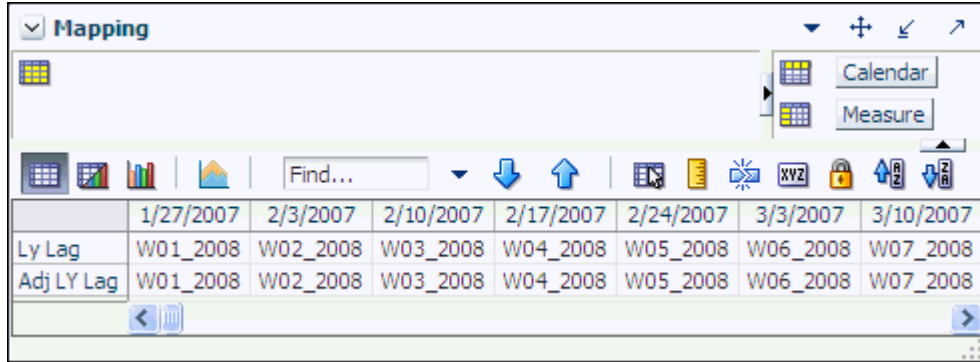 Mapping
Calendar
Measure
Find...
XYZ
A Z
Z A
1/27/2007 2/3/2007 2/10/2007 2/17/2007 2/24/2007 3/3/2007 3/10/2007
Ly Lag W01_2008 W02_2008 W03_2008 W04_2008 W05_2008 W06_2008 W07_2008
Adj LY Lag W01_2008 W02_2008 W03_2008 W04_2008 W05_2008 W06_2008 W07_2008